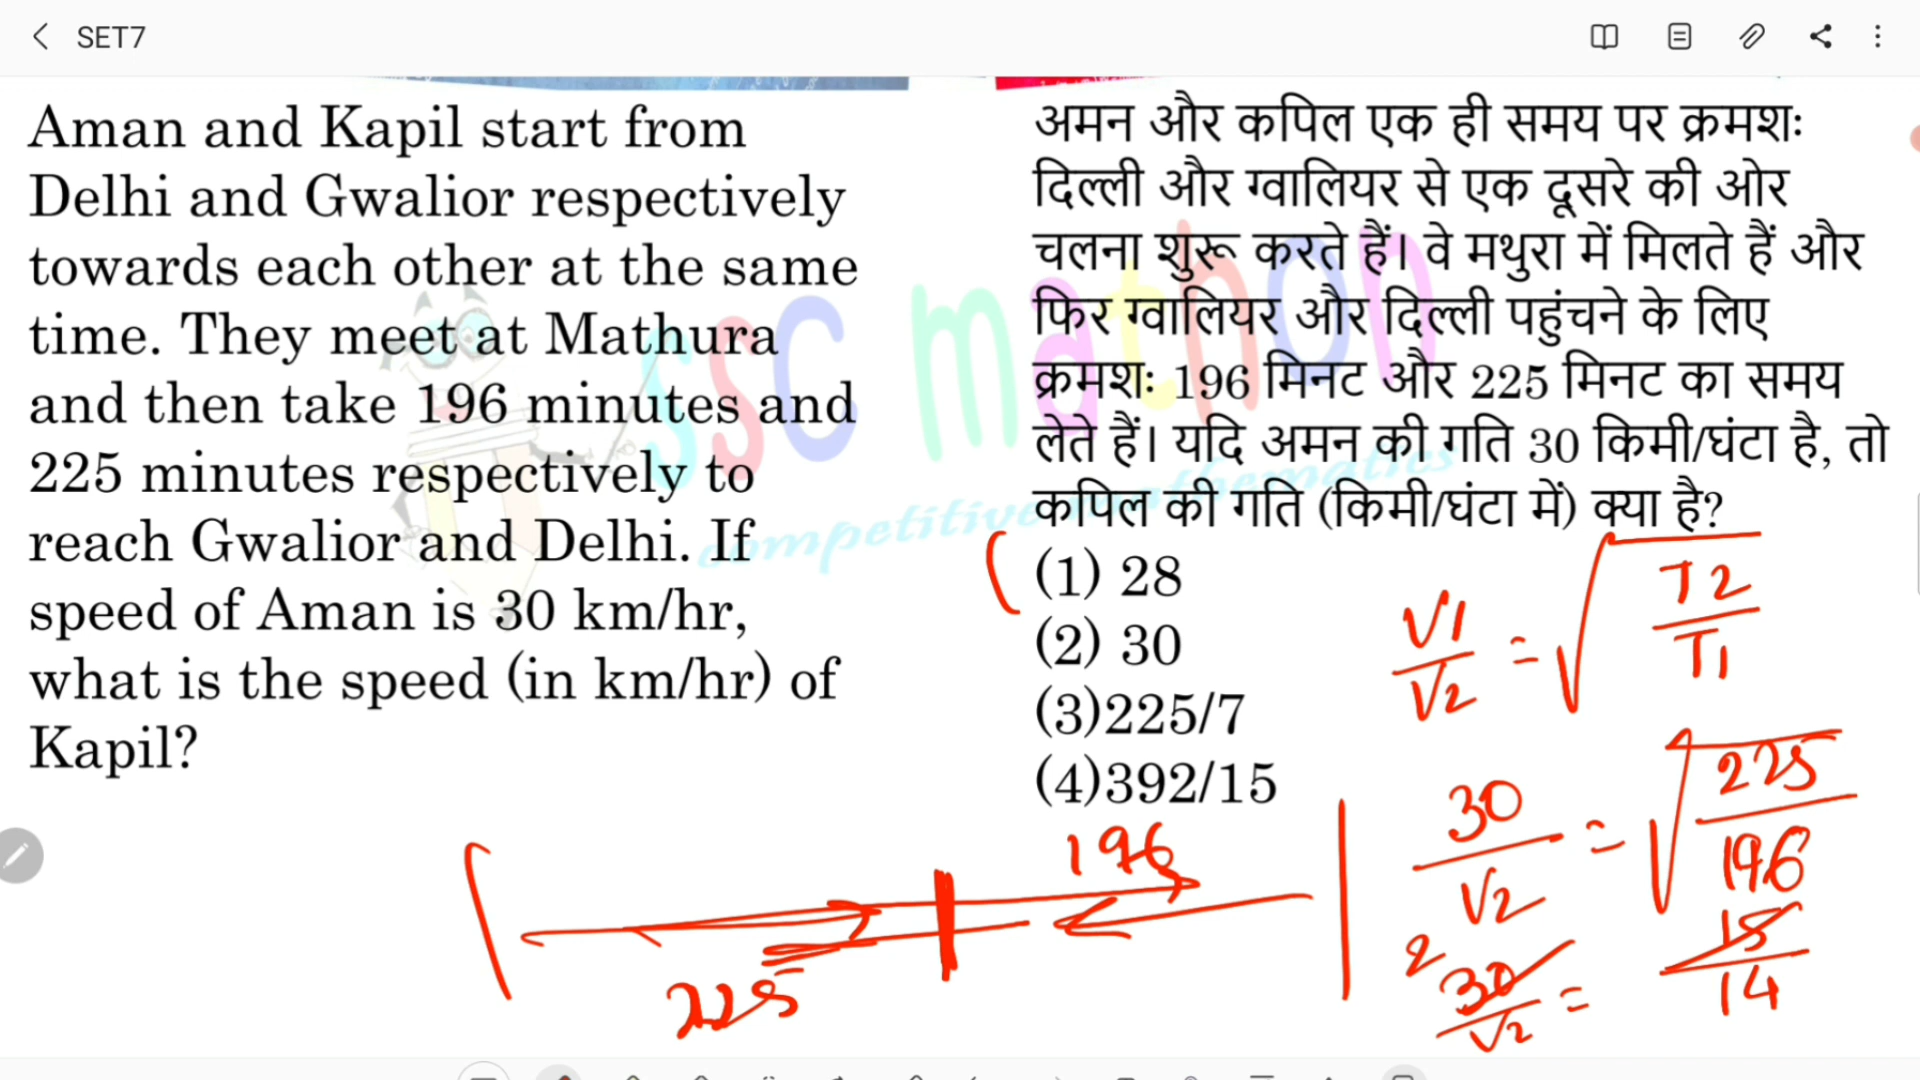 SET7
Aman and Kapil start from
Delhi and Gwalior respectively
towards each other at the same
time. They meet at Mathura
and then take 196 minutes and
225 minutes respectively to
reach Gwalior and Delhi. If
speed of Aman is 30 km/hr,
what is the speed (in km/hr) of
Kapil?
अमन और कपिल एक ही समय पर क्रमशः
दिल्ली और ग्वालियर से एक दूसरे की ओर
चलना शुरू करते हैं। वे मथुरा में मिलते हैं और
फिर ग्वालियर और दिल्ली पहुंचने के लिए
क्रमशः 196 मिनट और 225 मिनट का समय
लेते हैं। यदि अमन की गति 30 किमी/घंटा है, तो
कपिल की गति (किमी/घंटा में) क्या है?
(1) 28
(2) 30
(3)225/7
(4)392/15
ssc mathon
competitive mathematics
V1/V2 = √T2/T1
30/V2 = √225/196
2
30/V2 = 15/14
196
225